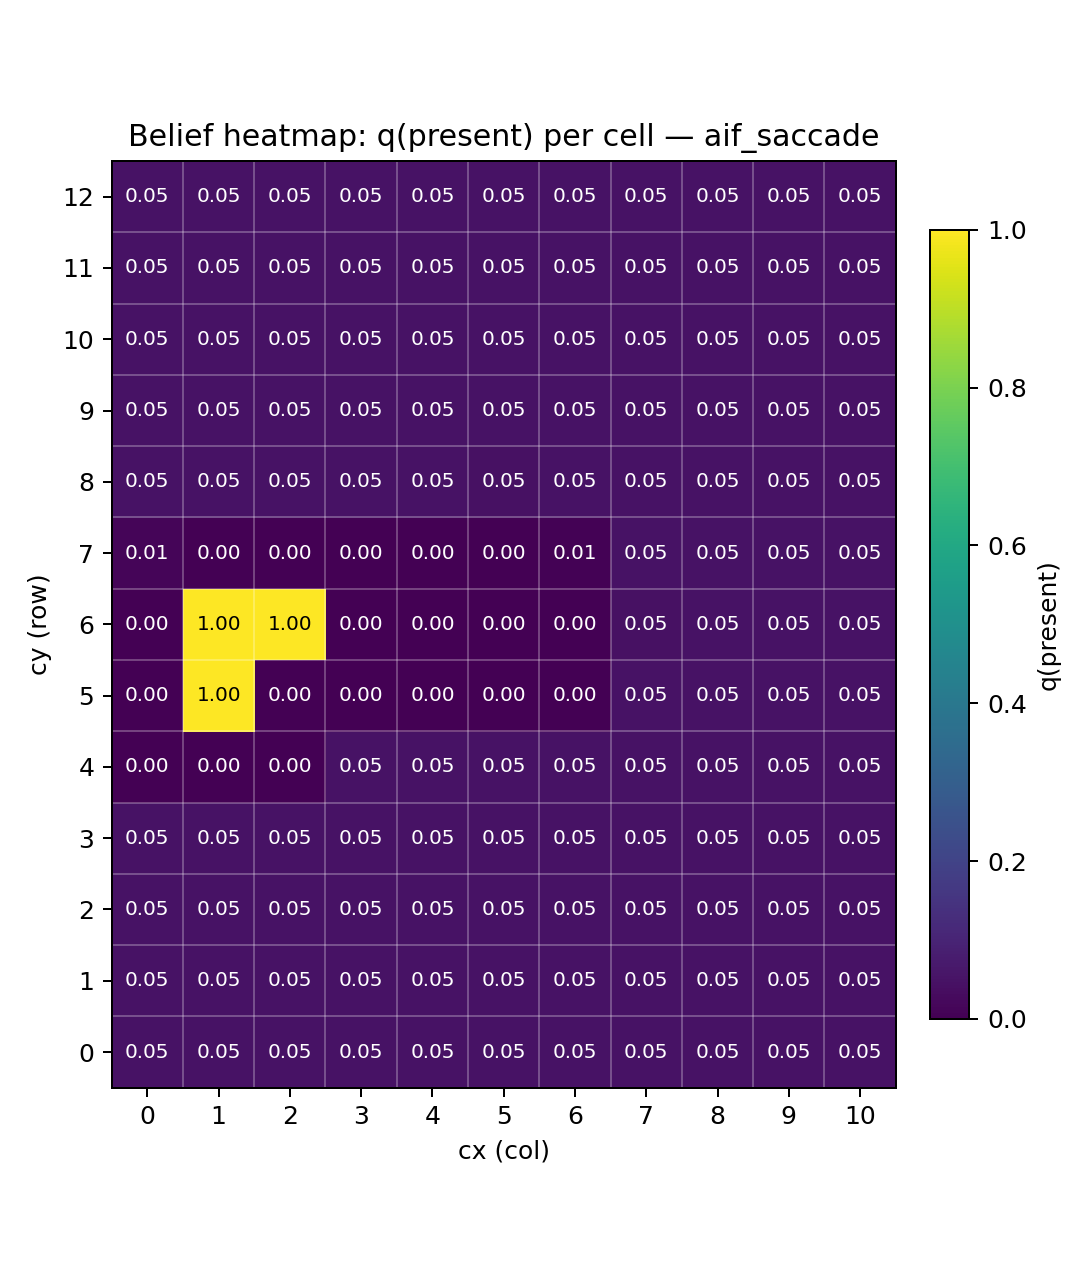 Belief heatmap: q(present) per cell — aif_saccade
12 0.05 0.05 0.05 0.05 0.05 0.05 0.05 0.05 0.05 0.05 0.05
11 0.05 0.05 0.05 0.05 0.05 0.05 0.05 0.05 0.05 0.05 0.05
10 0.05 0.05 0.05 0.05 0.05 0.05 0.05 0.05 0.05 0.05 0.05
9 0.05 0.05 0.05 0.05 0.05 0.05 0.05 0.05 0.05 0.05 0.05
8 0.05 0.05 0.05 0.05 0.05 0.05 0.05 0.05 0.05 0.05 0.05
7 0.01 0.00 0.00 0.00 0.00 0.00 0.01 0.05 0.05 0.05 0.05
6 0.00 1.00 1.00 0.00 0.00 0.00 0.00 0.05 0.05 0.05 0.05
5 0.00 1.00 0.00 0.00 0.00 0.00 0.00 0.05 0.05 0.05 0.05
4 0.00 0.00 0.00 0.05 0.05 0.05 0.05 0.05 0.05 0.05 0.05
3 0.05 0.05 0.05 0.05 0.05 0.05 0.05 0.05 0.05 0.05 0.05
2 0.05 0.05 0.05 0.05 0.05 0.05 0.05 0.05 0.05 0.05 0.05
1 0.05 0.05 0.05 0.05 0.05 0.05 0.05 0.05 0.05 0.05 0.05
0 0.05 0.05 0.05 0.05 0.05 0.05 0.05 0.05 0.05 0.05 0.05
0 1 2 3 4 5 6 7 8 9 10
cx (col)
cy (row)
1.0
0.8
0.6
0.4
0.2
0.0
q(present)